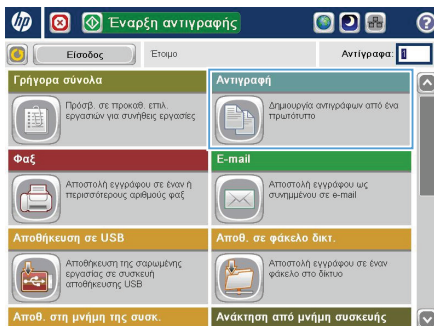 hp Έναρξη αντιγραφής ?
Είσοδος Έτοιμο Αντίγραφα: 1
Γρήγορα σύνολα
Πρόσβ. σε προκαθ. επιλ.
εργασιών για συνήθεις εργασίες
Αντιγραφή
Δημιουργία αντιγράφων από ένα
πρωτότυπο
Φαξ
Αποστολή εγγράφου σε έναν ή
περισσότερους αριθμούς φαξ
E-mail
Αποστολή εγγράφου ως
συνημμένου σε e-mail
Αποθήκευση σε USB
Αποθήκευση της σαρωμένης
εργασίας σε συσκευή
αποθήκευσης USB
Αποθ. σε φάκελο δικτ.
Αποστολή εγγράφου σε έναν
φάκελο στο δίκτυο
Αποθ. στη μνήμη της συσκ.
Ανάκτηση από μνήμη συσκευής